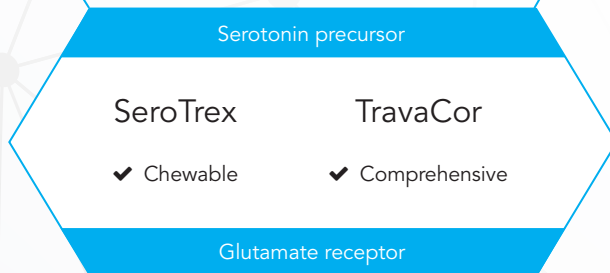 Serotonin precursor
SeroTrex TravaCor
✔ Chewable ✔ Comprehensive
Glutamate receptor